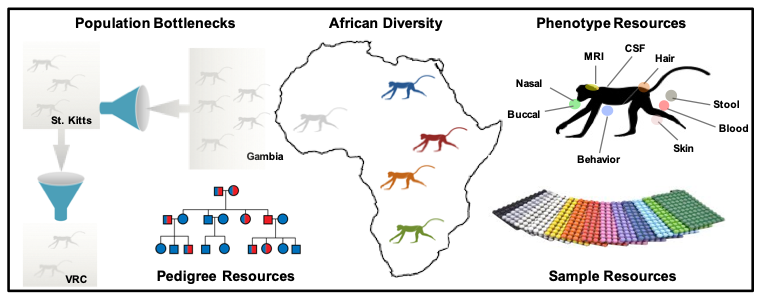 Population Bottlenecks
African Diversity
Phenotype Resources
St. Kitts
Gambia
VRC
Pedigree Resources
MRI
CSF
Hair
Nasal
Buccal
Stool
Blood
Skin
Behavior
Sample Resources